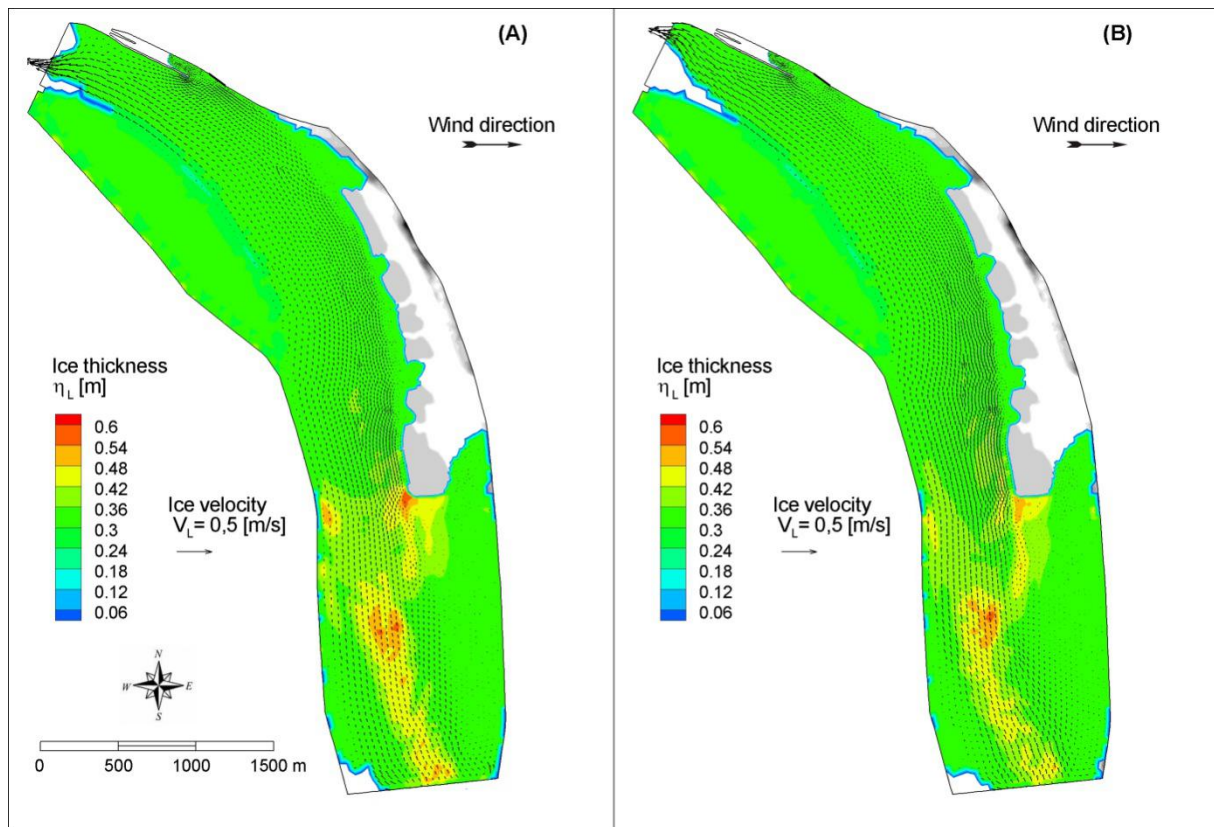 (A)
Wind direction
Ice thickness
η L [m]
0.6
0.54
0.48
0.42
0.36
0.3
0.24
0.18
0.12
0.06
Ice velocity
V L = 0,5 [m/s]
N
W E
S
0 500 1000 1500 m
(B)
Wind direction
Ice thickness
η L [m]
0.6
0.54
0.48
0.42
0.36
0.3
0.24
0.18
0.12
0.06
Ice velocity
V L = 0,5 [m/s]